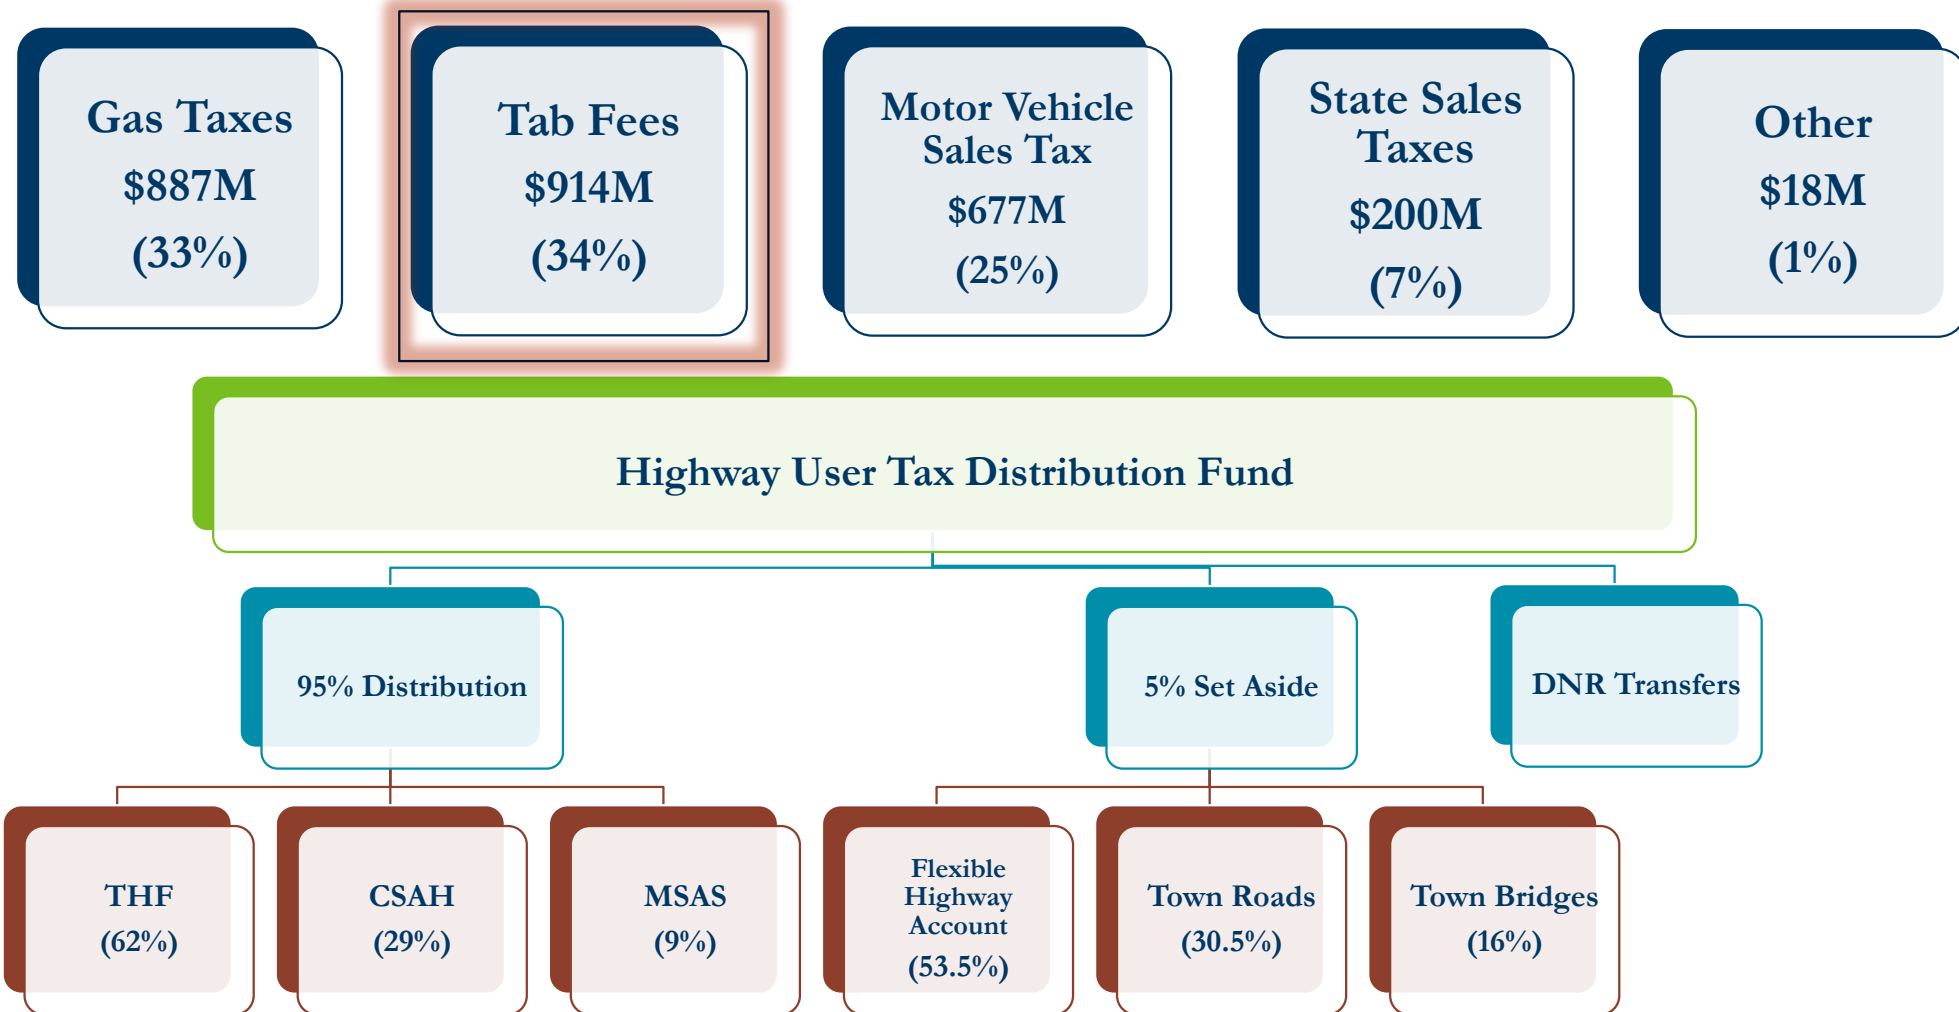 Gas Taxes
$887M
(33%)
Tab Fees
$914M
(34%)
Motor Vehicle
Sales Tax
$677M
(25%)
State Sales
Taxes
$200M
(7%)
Other
$18M
(1%)
Highway User Tax Distribution Fund
95% Distribution
5% Set Aside
DNR Transfers
THF
(62%)
CSAH
(29%)
MSAS
(9%)
Flexible
Highway
Account
(53.5%)
Town Roads
(30.5%)
Town Bridges
(16%)